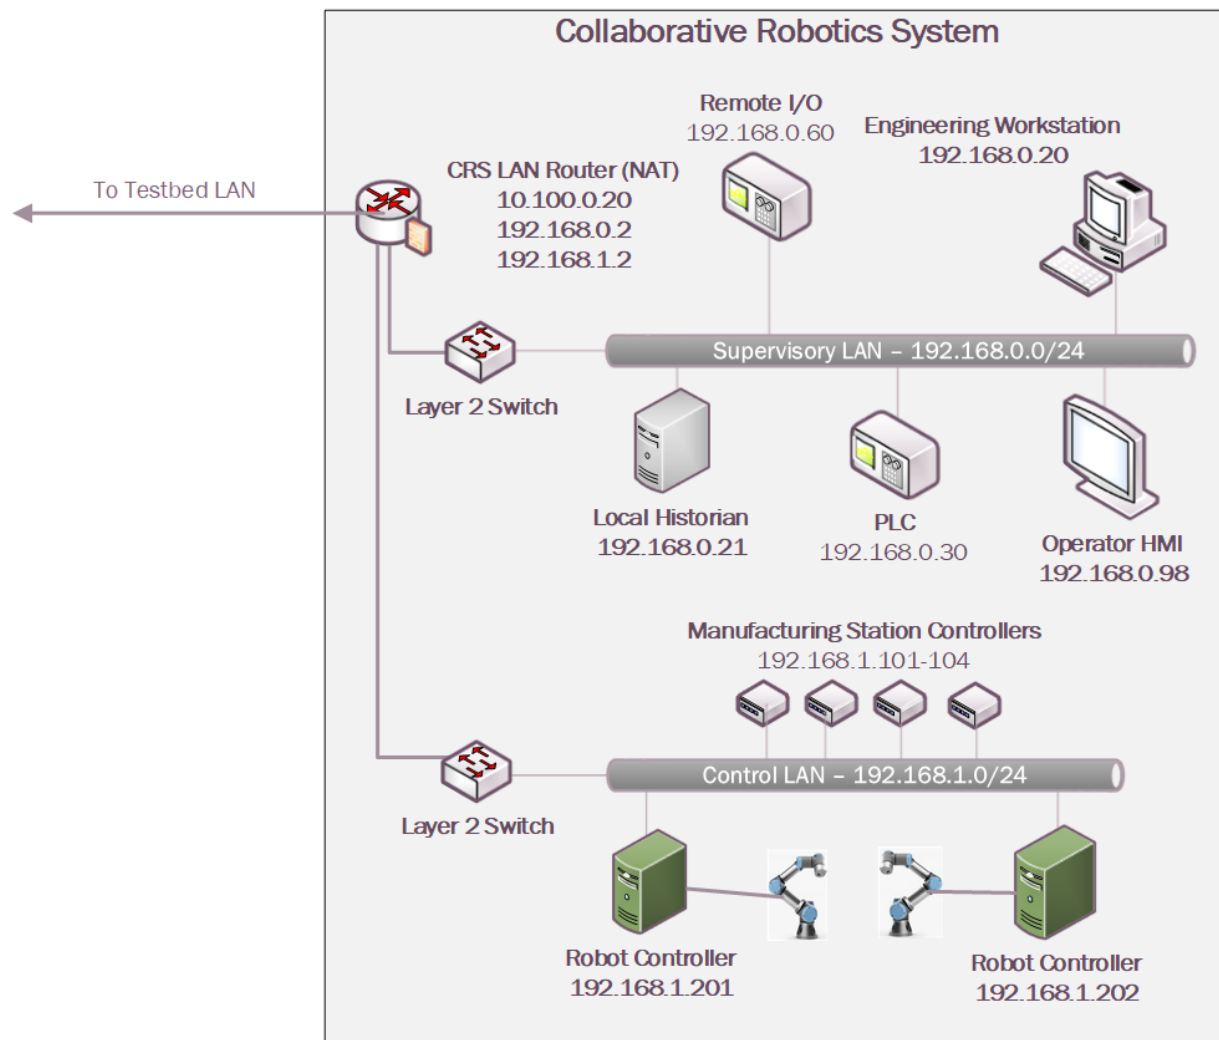 Collaborative Robotics System
Remote I/O
192.168.0.60
Engineering Workstation
192.168.0.20
To Testbed LAN
CRS LAN Router (NAT)
10.100.0.20
192.168.0.2
192.168.1.2
Supervisory LAN – 192.168.0.0/24
Layer 2 Switch
Local Historian
192.168.0.21
PLC
192.168.0.30
Operator HMI
192.168.0.98
Manufacturing Station Controllers
192.168.1.101-104
Control LAN – 192.168.1.0/24
Layer 2 Switch
Robot Controller
192.168.1.201
Robot Controller
192.168.1.202